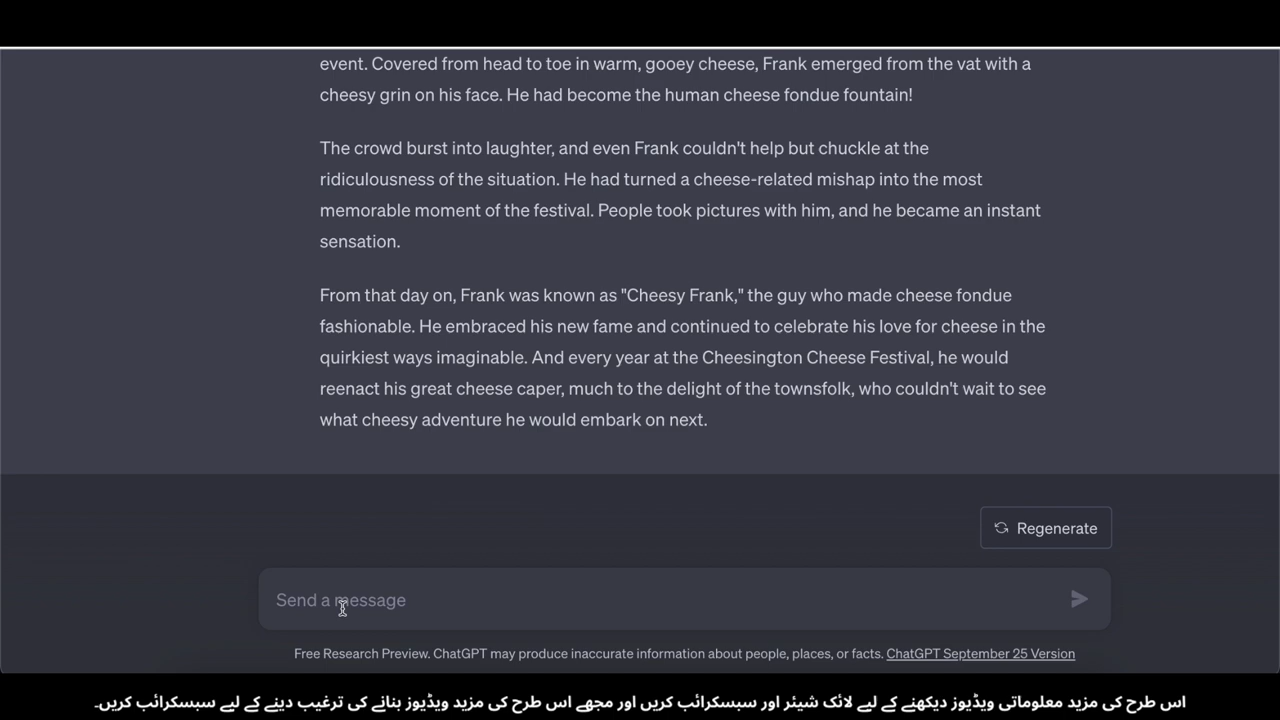 event. Covered from head to toe in warm, gooey cheese, Frank emerged from the vat with a
cheesy grin on his face. He had become the human cheese fondue fountain!
The crowd burst into laughter, and even Frank couldn't help but chuckle at the
ridiculousness of the situation. He had turned a cheese-related mishap into the most
memorable moment of the festival. People took pictures with him, and he became an instant
sensation.
From that day on, Frank was known as "Cheesy Frank," the guy who made cheese fondue
fashionable. He embraced his new fame and continued to celebrate his love for cheese in the
quirkiest ways imaginable. And every year at the Cheesington Cheese Festival, he would
reenact his great cheese caper, much to the delight of the townsfolk, who couldn't wait to see
what cheesy adventure he would embark on next.
Regenerate
Send a message
Free Research Preview. ChatGPT may produce inaccurate information about people, places, or facts. ChatGPT September 25 Version
اس طرح کی مزید معلوماتی ویڈیوز دیکھنے کے لیے لائک شیئر اور سبسکرائب کریں اور مجھے اس طرح کی مزید ویڈیوز بنانے کی ترغیب دینے کے لیے سبسکرائب کریں۔